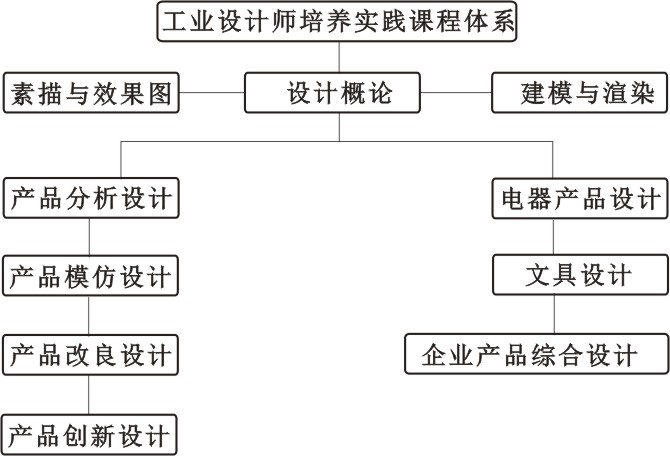 工业设计师培养实践课程体系
素描与效果图
设计概论
建模与渲染
产品分析设计
电器产品设计
产品模仿设计
文具设计
产品改良设计
企业产品综合设计
产品创新设计